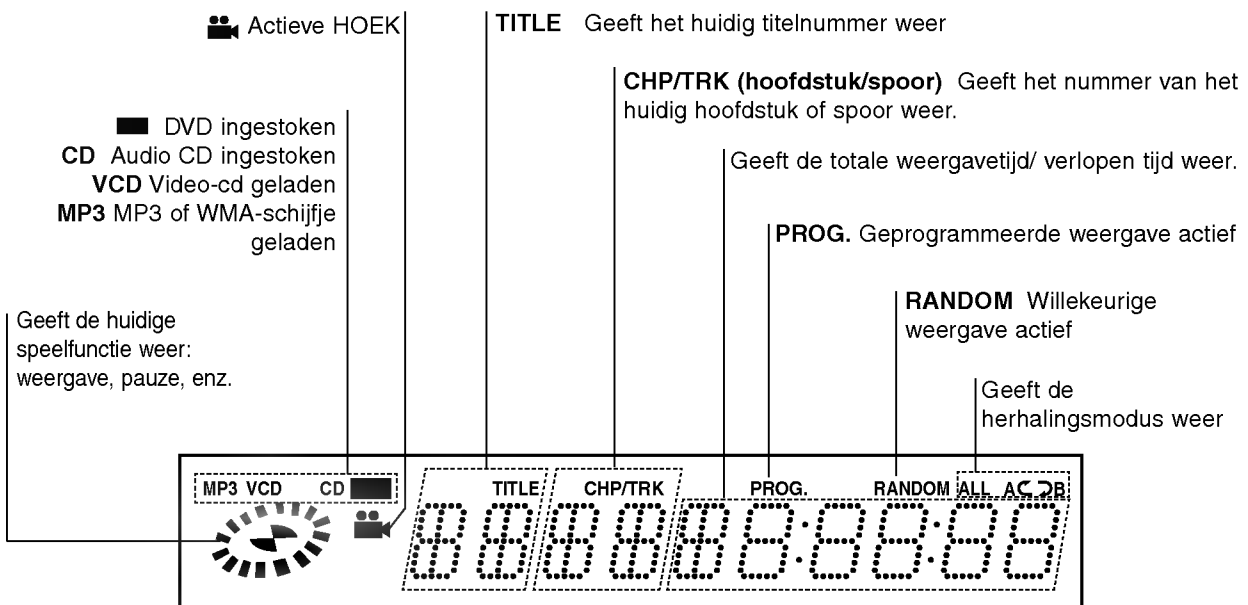 Actieve HOEK
TITLE Geeft het huidig titelnummer weer
CHP/TRK (hoofdstuk/spoor) Geeft het nummer van het
huidig hoofdstuk of spoor weer.
DVD ingestoken
CD Audio CD ingestoken
VCD Video-cd geladen
MP3 MP3 of WMA-schijfje
geladen
Geeft de totale weergavetijd/ verlopen tijd weer.
PROG. Geprogrammeerde weergave actief
RANDOM Willekeurige
weergave actief
Geeft de huidige
speelfunctie weer:
weergave, pauze, enz.
Geeft de
herhalingsmodus weer
MP3 VCD CD TITLE CHP/TRK PROG. RANDOM ALL A B